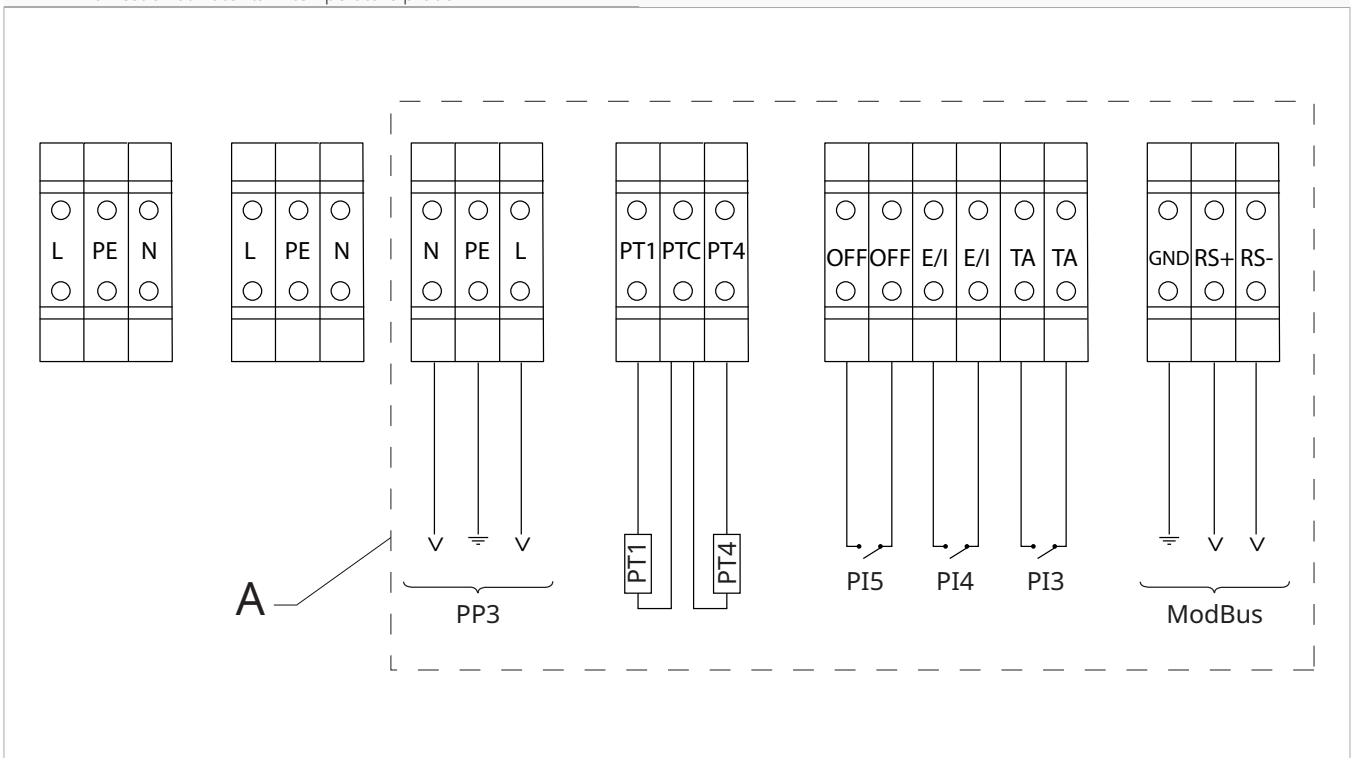 L PE N L PE N N PE L PT1 PTC PT4 OFF OFF E/I E/I TA TA GND RS+ RS-
PT1 PT4
PI5 PI4 PI3
A
PP3 ModBus